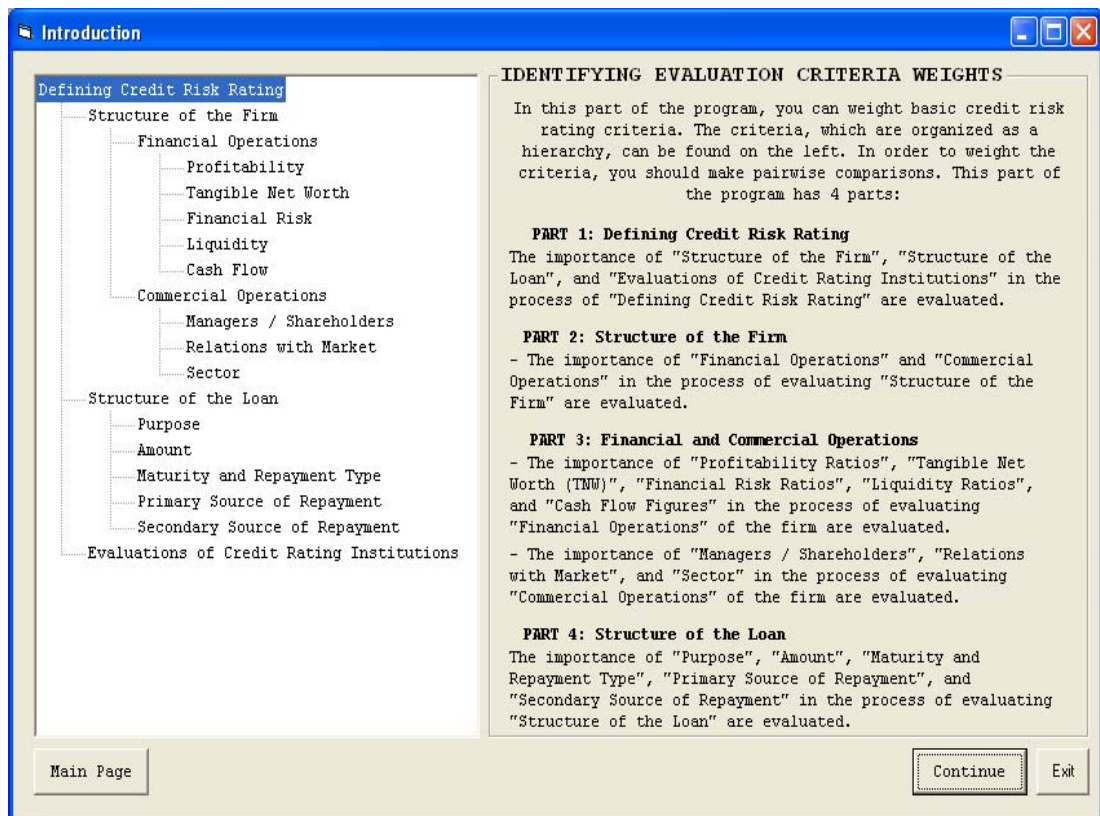 Introduction
Defining Credit Risk Rating
Structure of the Firm
Financial Operations
Profitability
Tangible Net Worth
Financial Risk
Liquidity
Cash Flow
Commercial Operations
Managers / Shareholders
Relations with Market
Sector
Structure of the Loan
Purpose
Amount
Maturity and Repayment Type
Primary Source of Repayment
Secondary Source of Repayment
Evaluations of Credit Rating Institutions
IDENTIFYING EVALUATION CRITERIA WEIGHTS
In this part of the program, you can weight basic credit risk
rating criteria. The criteria, which are organized as a
hierarchy, can be found on the left. In order to weight the
criteria, you should make pairwise comparisons. This part of
the program has 4 parts:
PART 1: Defining Credit Risk Rating
The importance of "Structure of the Firm", "Structure of the
Loan", and "Evaluations of Credit Rating Institutions" in the
process of "Defining Credit Risk Rating" are evaluated.
PART 2: Structure of the Firm
- The importance of "Financial Operations" and "Commercial
Operations" in the process of evaluating "Structure of the
Firm" are evaluated.
PART 3: Financial and Commercial Operations
- The importance of "Profitability Ratios", "Tangible Net
Worth (TNW)", "Financial Risk Ratios", "Liquidity Ratios",
and "Cash Flow Figures" in the process of evaluating
"Financial Operations" of the firm are evaluated.
- The importance of "Managers / Shareholders", "Relations
with Market", and "Sector" in the process of evaluating
"Commercial Operations" of the firm are evaluated.
PART 4: Structure of the Loan
The importance of "Purpose", "Amount", "Maturity and
Repayment Type", "Primary Source of Repayment", and
"Secondary Source of Repayment" in the process of evaluating
"Structure of the Loan" are evaluated.
Main Page
Continue
Exit